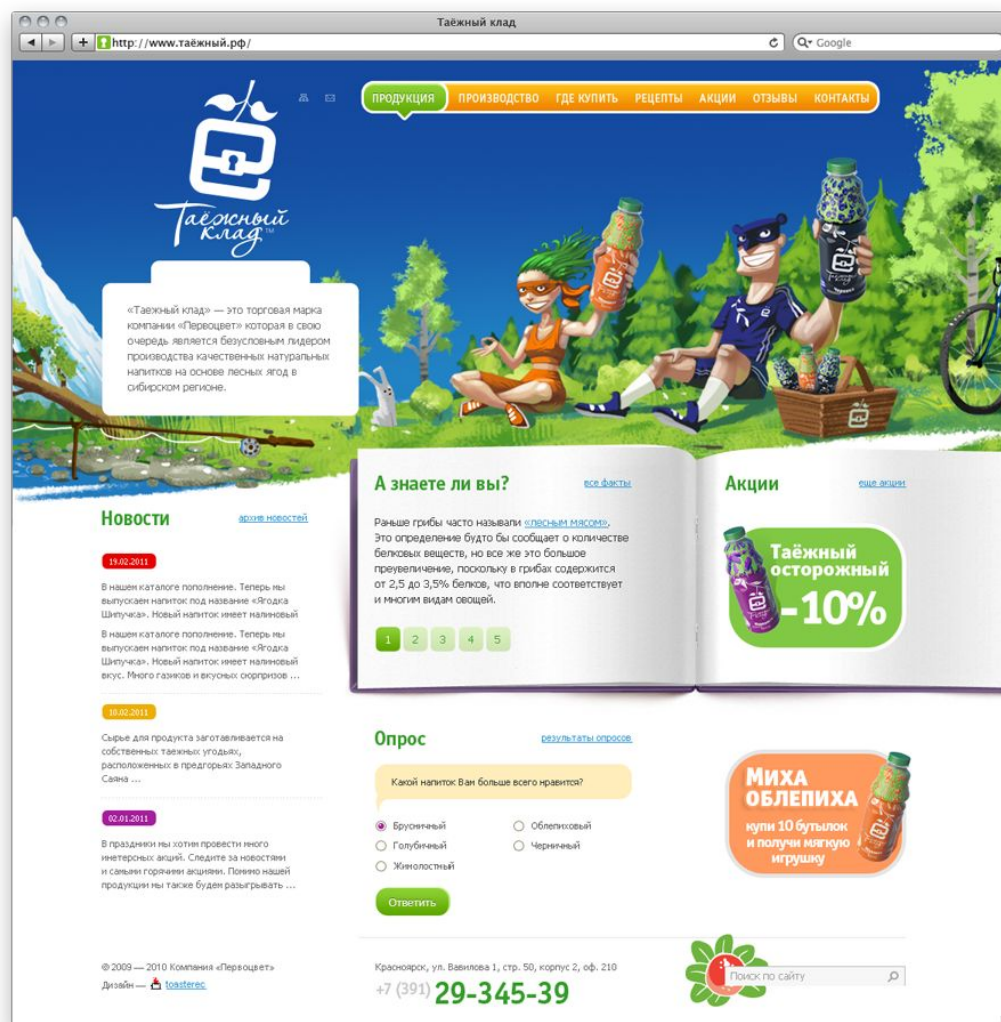 Таёжный клад
http://www.таёжный.рф/
Google
ПРОДУКЦИЯ ПРОИЗВОДСТВО ГДЕ КУПИТЬ РЕЦЕПТЫ АКЦИИ ОТЗЫВЫ КОНТАКТЫ
Таёжный
клад™
«Таежный клад» — это торговая марка
компании «Первоцвет» которая в свою
очередь является безусловным лидером
производства качественных натуральных
напитков на основе лесных ягод в
сибирском регионе.
Новости
архив новостей
19.02.2011
В нашем каталоге пополнение. Теперь мы
выпускаем напиток под название «Ягодка
Шипучка». Новый напиток имеет малиновый
В нашем каталоге пополнение. Теперь мы
выпускаем напиток под название «Ягодка
Шипучка». Новый напиток имеет малиновый
вкус. Много газиков и вкусных сюрпризов ...
10.02.2011
Сырье для продукта заготавливается на
собственных таежных угодьях,
расположенных в предгорьях Западного
Саяна ...
02.01.2011
В праздники мы хотим провести много
инетерсных акций. Следите за новостями
и самыми горячими акциями. Помимо нашей
продукции мы также будем разыгрывать ...
А знаете ли вы?
все факты
Раньше грибы часто называли «лесным мясом».
Это определение будто бы сообщает о количестве
белковых веществ, но все же это большое
преувеличение, поскольку в грибах содержится
от 2,5 до 3,5% белков, что вполне соответствует
и многим видам овощей.
1 2 3 4 5
Акции
еще акции
Таёжный
осторожный
-10%
Опрос
результаты опросов
Какой напиток Вам больше всего нравится?
Брусничный
Облепиховый
Голубичный
Черничный
Жимолостный
Ответить
Миха
облепиха
купи 10 бутылок
и получи мягкую
игрушку
© 2009 — 2010 Компания «Первоцвет»
Дизайн — toasterec
Красноярск, ул. Вавилова 1, стр. 50, корпус 2, оф. 210
+7 (391) 29-345-39
Поиск по сайту